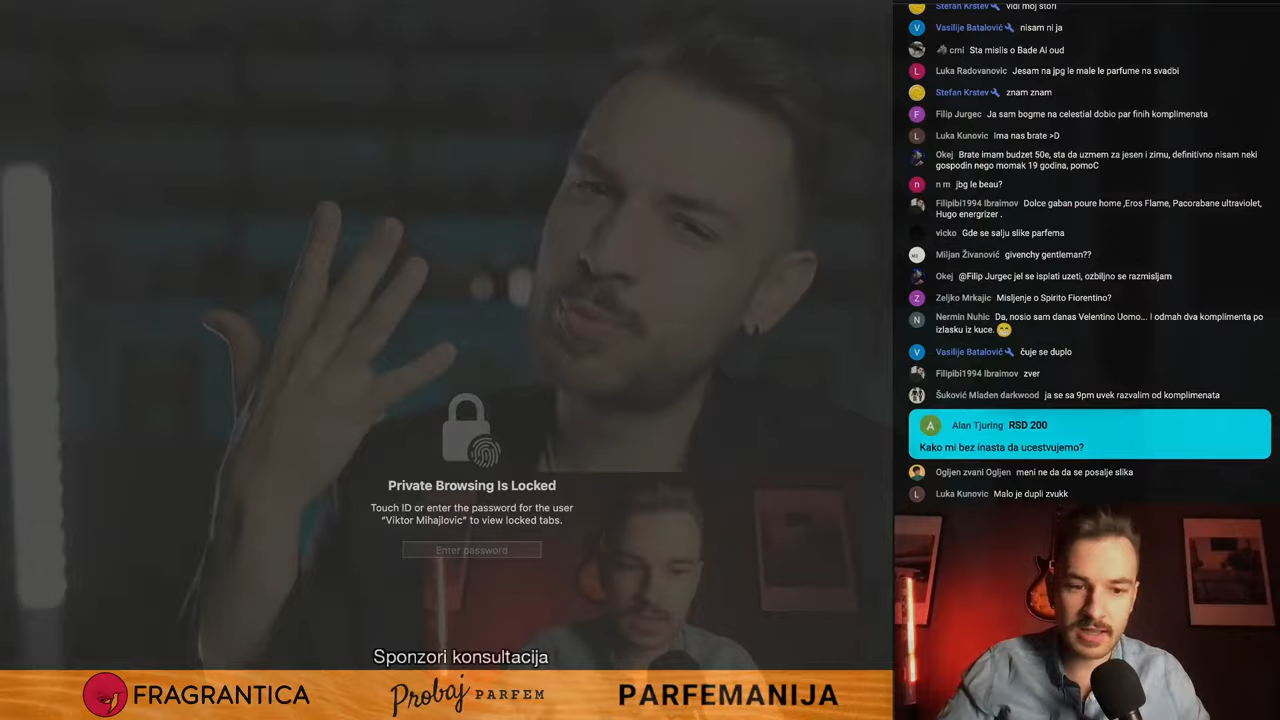 Stefan Krstev vidi moj stori
V Vasilije Batalović nisam ni ja
crni Sta mislis o Bade Al oud
L Luka Radovanovic Jesam na jpg le male le parfume na svadbi
Stefan Krstev znam znam
F Filip Jurgec Ja sam bogme na celestial dobio par finih komplimenata
L Luka Kunovic Ima nas brate >D
Okej Brate imam budzet 50e, sta da uzmem za jesen i zimu, definitivno nisam neki
gospodin nego momak 19 godina, pomoC
n n m jbg le beau?
Filipibi1994 Ibraimov Dolce gaban poure home ,Eros Flame, Pacorabane ultraviolet,
Hugo energrizer .
vicko Gde se salju slike parfema
Miljan Živanović givenchy gentleman??
Okej @Filip Jurgec jel se isplati uzeti, ozbiljno se razmisljam
Z Zeljko Mrkajic Misljenje o Spirito Fiorentino?
N Nermin Nuhic Da, nosio sam danas Velentino Uomo... I odmah dva komplimenta po
izlasku iz kuce. 😁
V Vasilije Batalović čuje se duplo
Filipibi1994 Ibraimov zver
Šuković Mladen darkwood ja se sa 9pm uvek razvalim od komplimenata
A Alan Tjuring RSD 200
Kako mi bez inasta da ucestvujemo?
Ogljen zvani Ogljen meni ne da da se posalje slika
L Luka Kunovic Malo je dupli zvukk
Private Browsing Is Locked
Touch ID or enter the password for the user
“Viktor Mihajlovic” to view locked tabs.
Enter password
Sponzori konsultacija
FRAGRANTICA
Probaj PARFEM
PARFEMANIJA